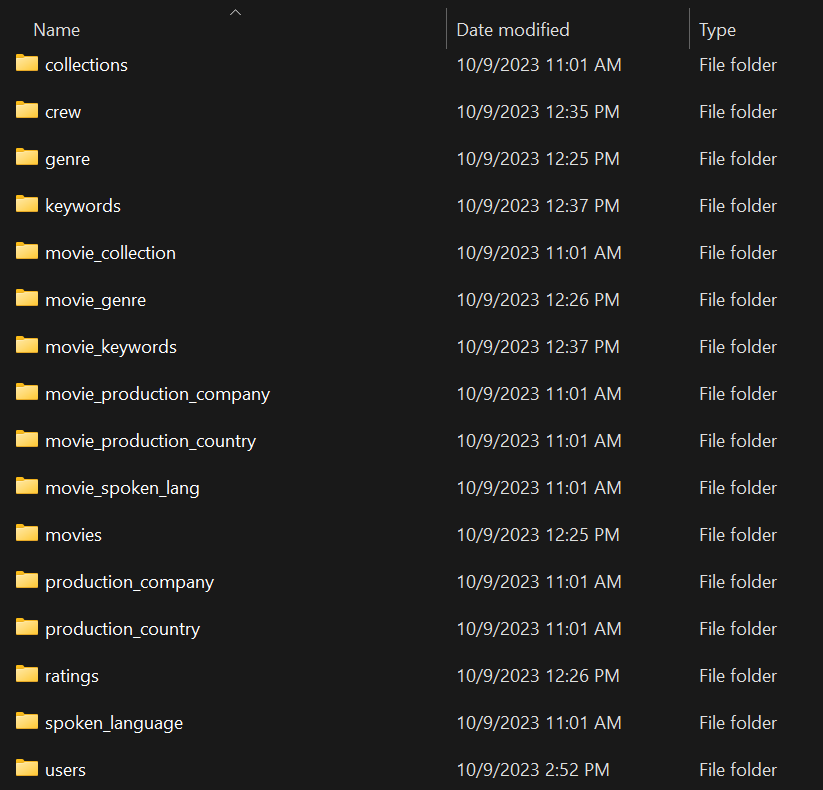 Name Date modified Type
collections 10/9/2023 11:01 AM File folder
crew 10/9/2023 12:35 PM File folder
genre 10/9/2023 12:25 PM File folder
keywords 10/9/2023 12:37 PM File folder
movie_collection 10/9/2023 11:01 AM File folder
movie_genre 10/9/2023 12:26 PM File folder
movie_keywords 10/9/2023 12:37 PM File folder
movie_production_company 10/9/2023 11:01 AM File folder
movie_production_country 10/9/2023 11:01 AM File folder
movie_spoken_lang 10/9/2023 11:01 AM File folder
movies 10/9/2023 12:25 PM File folder
production_company 10/9/2023 11:01 AM File folder
production_country 10/9/2023 11:01 AM File folder
ratings 10/9/2023 12:26 PM File folder
spoken_language 10/9/2023 11:01 AM File folder
users 10/9/2023 2:52 PM File folder